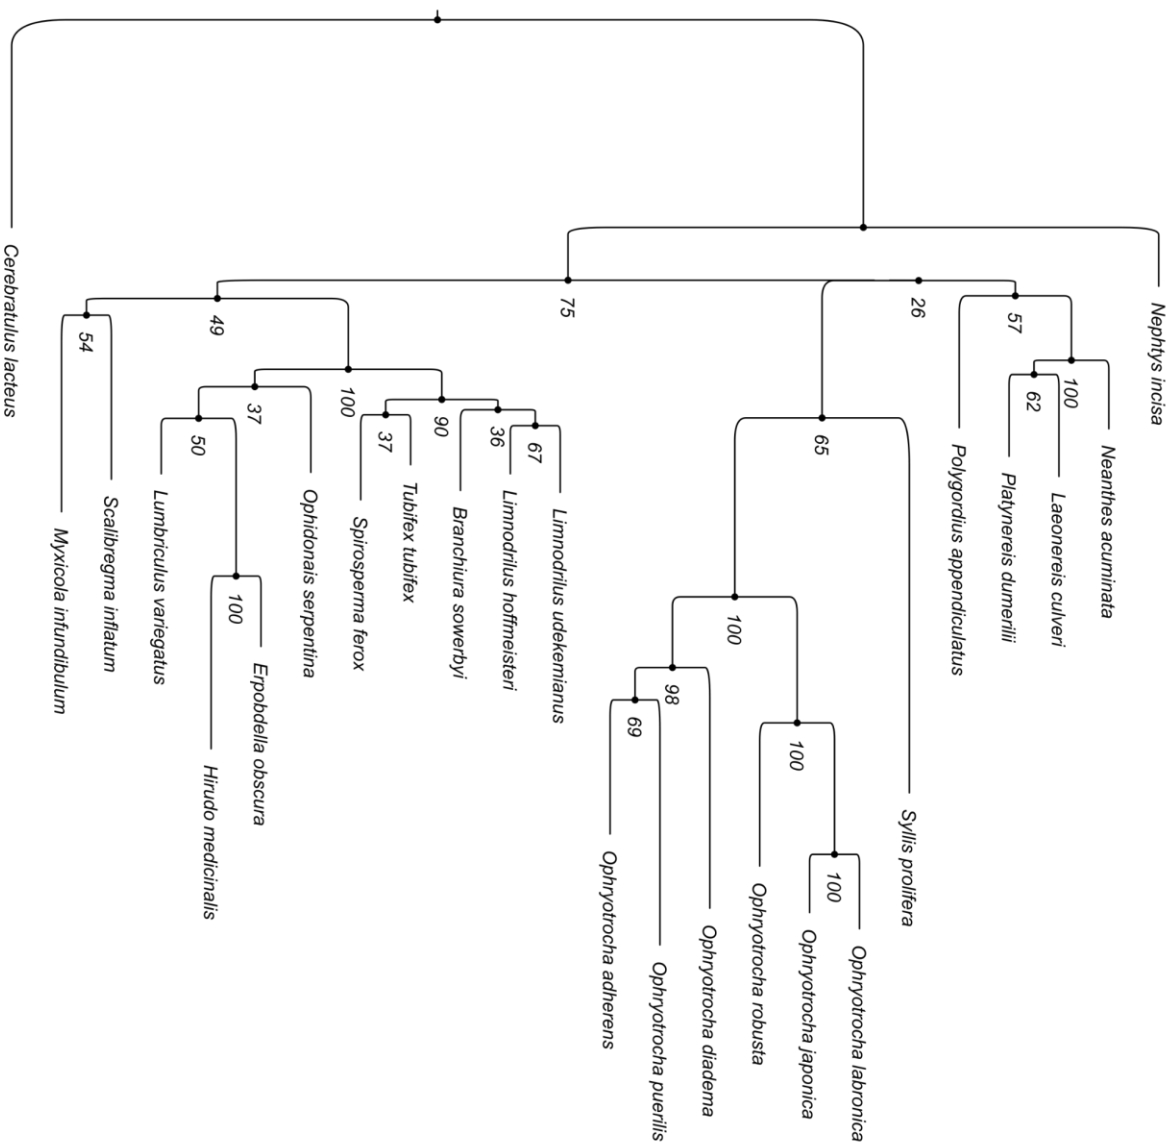 Nephtys incisa
Neanthes acuminata
100
Laeonereis culveri
62
Platynereis dumerilii
57
Polygordius appendiculatus
26
Syllis prolifera
65
Ophryotrocha labronica
100
Ophryotrocha japonica
100
Ophryotrocha robusta
100
Ophryotrocha diadema
98
Ophryotrocha puerilis
69
Ophryotrocha adherens
75
Limnodrilus udekemianus
67
Limnodrilus hoffmeisteri
36
Branchiura sowerbyi
90
Tubifex tubifex
37
Spirosperma ferox
100
Ophidonais serpentina
37
Erpobdella obscura
100
Hirudo medicinalis
50
Lumbriculus variegatus
49
Scalibregma inflatum
54
Myxicola infundibulum
Cerebratulus lacteus